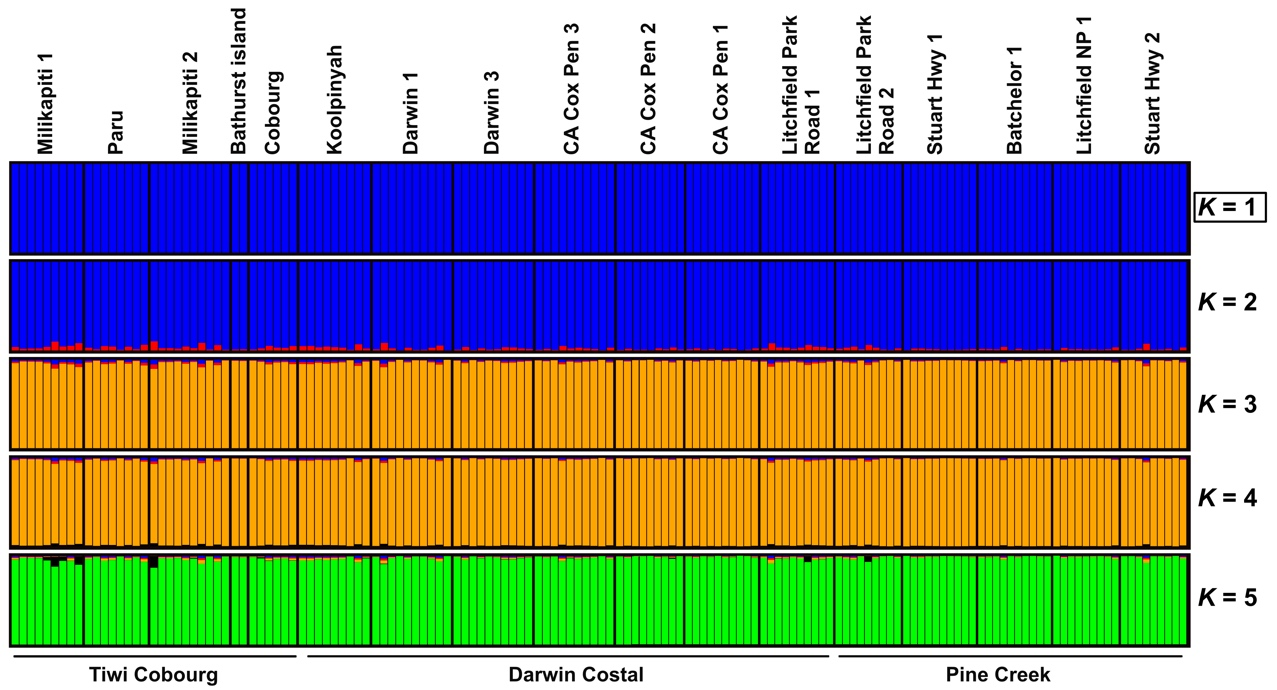 Milikapiti 1
Paru
Milikapiti 2
Bathurst island
Cobourg
Koolpinyah
Darwin 1
Darwin 3
CA Cox Pen 3
CA Cox Pen 2
CA Cox Pen 1
Litchfield Park
Road 1
Litchfield Park
Road 2
Stuart Hwy 1
Batchelor 1
Litchfield NP 1
Stuart Hwy 2
K = 1
K = 2
K = 3
K = 4
K = 5
Tiwi Cobourg
Darwin Costal
Pine Creek